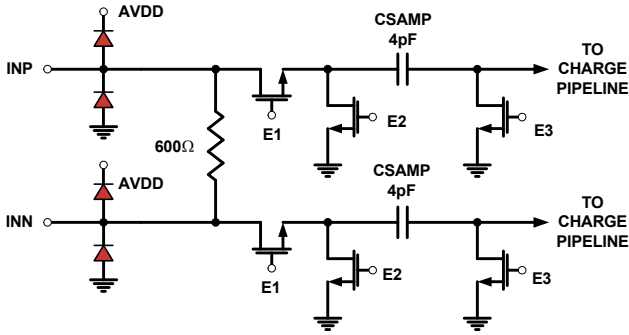 AVDD
CSAMP
4pF
INP
TO
CHARGE
PIPELINE
E1
E2
E3
600Ω
AVDD
CSAMP
4pF
INN
TO
CHARGE
PIPELINE
E1
E2
E3